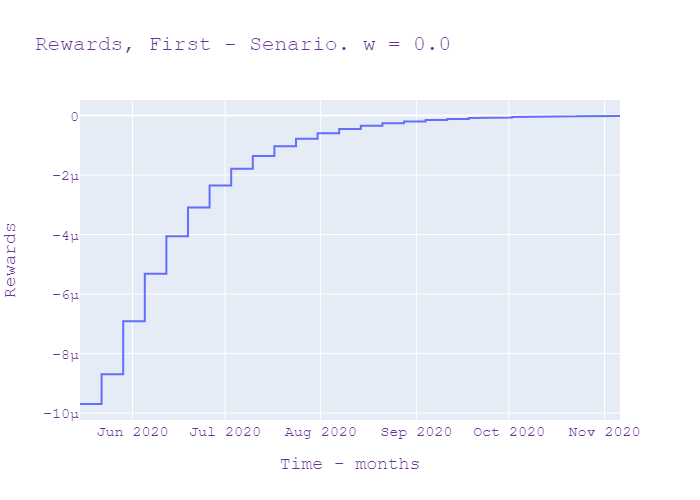 Rewards, First - Senario. w = 0.0
0
−2μ
−4μ
−6μ
−8μ
−10μ
Rewards
Jun 2020 Jul 2020 Aug 2020 Sep 2020 Oct 2020 Nov 2020
Time - months